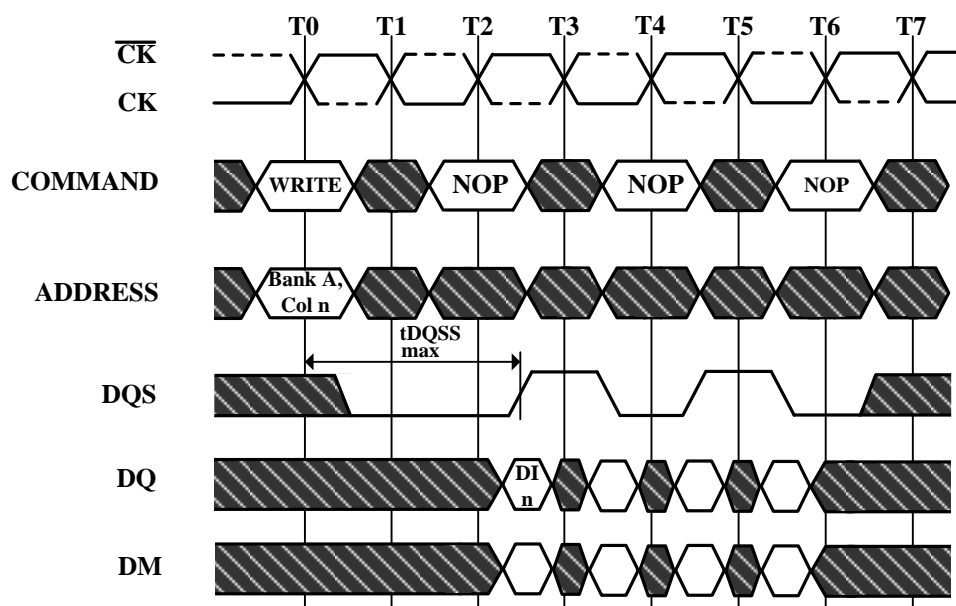 T0 T1 T2 T3 T4 T5 T6 T7
CK
CK
COMMAND WRITE NOP NOP NOP
ADDRESS Bank A,
Col n
tDQSS
max
DQS
DQ DI
n
DM